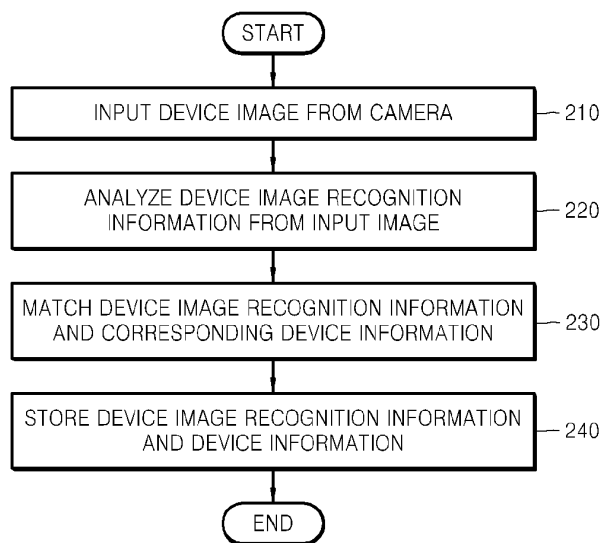 START
INPUT DEVICE IMAGE FROM CAMERA
210
ANALYZE DEVICE IMAGE RECOGNITION
INFORMATION FROM INPUT IMAGE
220
MATCH DEVICE IMAGE RECOGNITION INFORMATION
AND CORRESPONDING DEVICE INFORMATION
230
STORE DEVICE IMAGE RECOGNITION INFORMATION
AND DEVICE INFORMATION
240
END